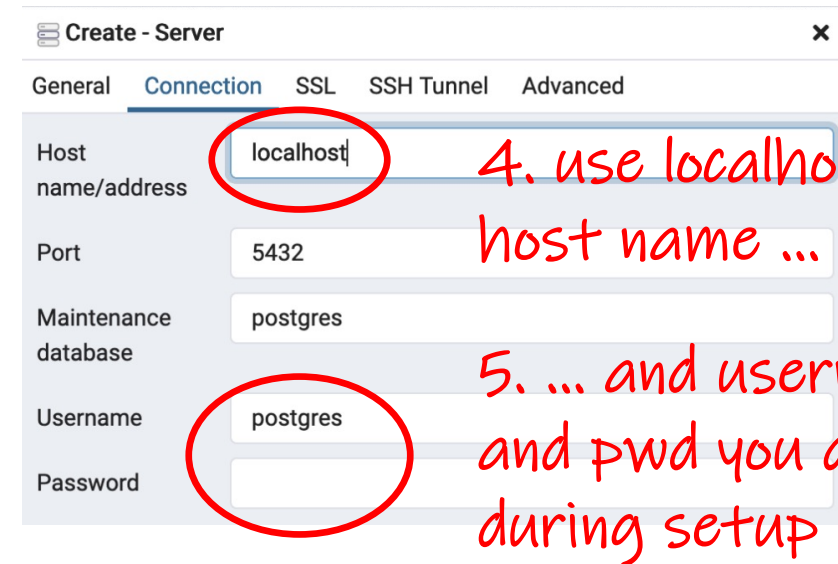 Create - Server
General Connection SSL SSH Tunnel Advanced
Host name/address
localhost
4. use localho
host name ...
Port
5432
Maintenance database
postgres
5. ... and user
Username
postgres
and pwd you
Password
during setup